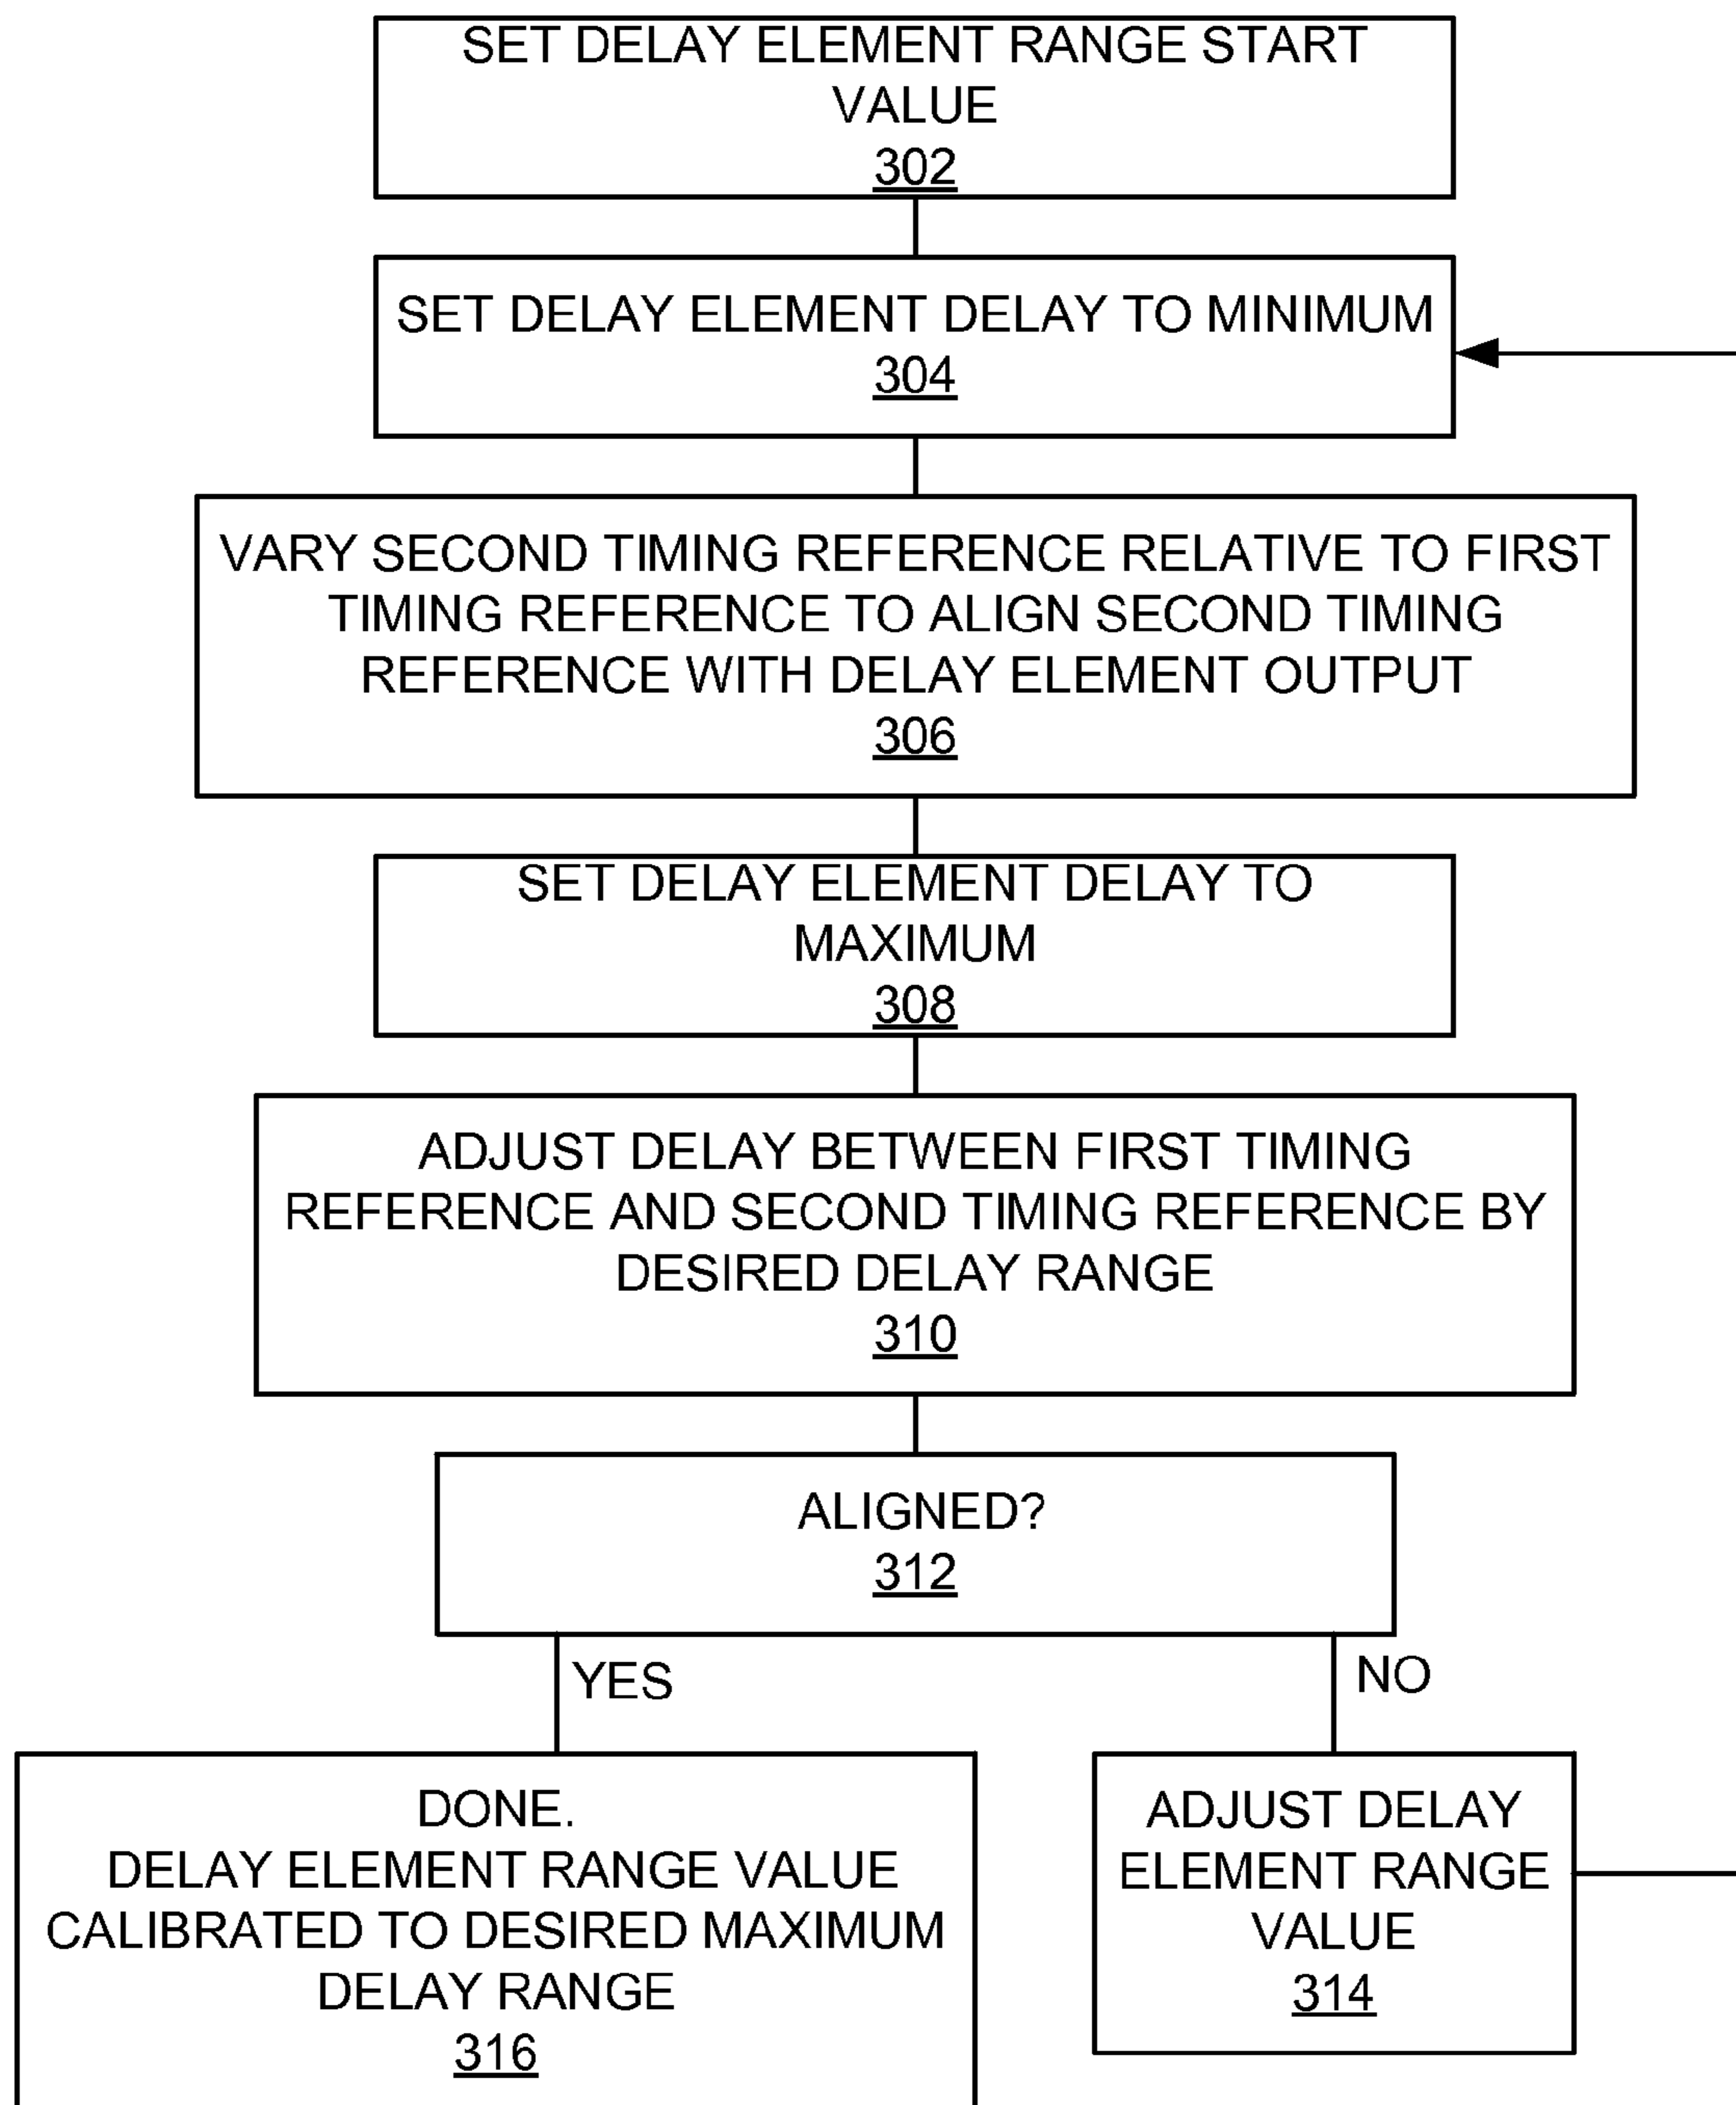 SET DELAY ELEMENT RANGE START
VALUE
302
SET DELAY ELEMENT DELAY TO MINIMUM
304
VARY SECOND TIMING REFERENCE RELATIVE TO FIRST
TIMING REFERENCE TO ALIGN SECOND TIMING
REFERENCE WITH DELAY ELEMENT OUTPUT
306
SET DELAY ELEMENT DELAY TO
MAXIMUM
308
ADJUST DELAY BETWEEN FIRST TIMING
REFERENCE AND SECOND TIMING REFERENCE BY
DESIRED DELAY RANGE
310
ALIGNED?
312
YES
NO
DONE.
DELAY ELEMENT RANGE VALUE
CALIBRATED TO DESIRED MAXIMUM
DELAY RANGE
316
ADJUST DELAY
ELEMENT RANGE
VALUE
314